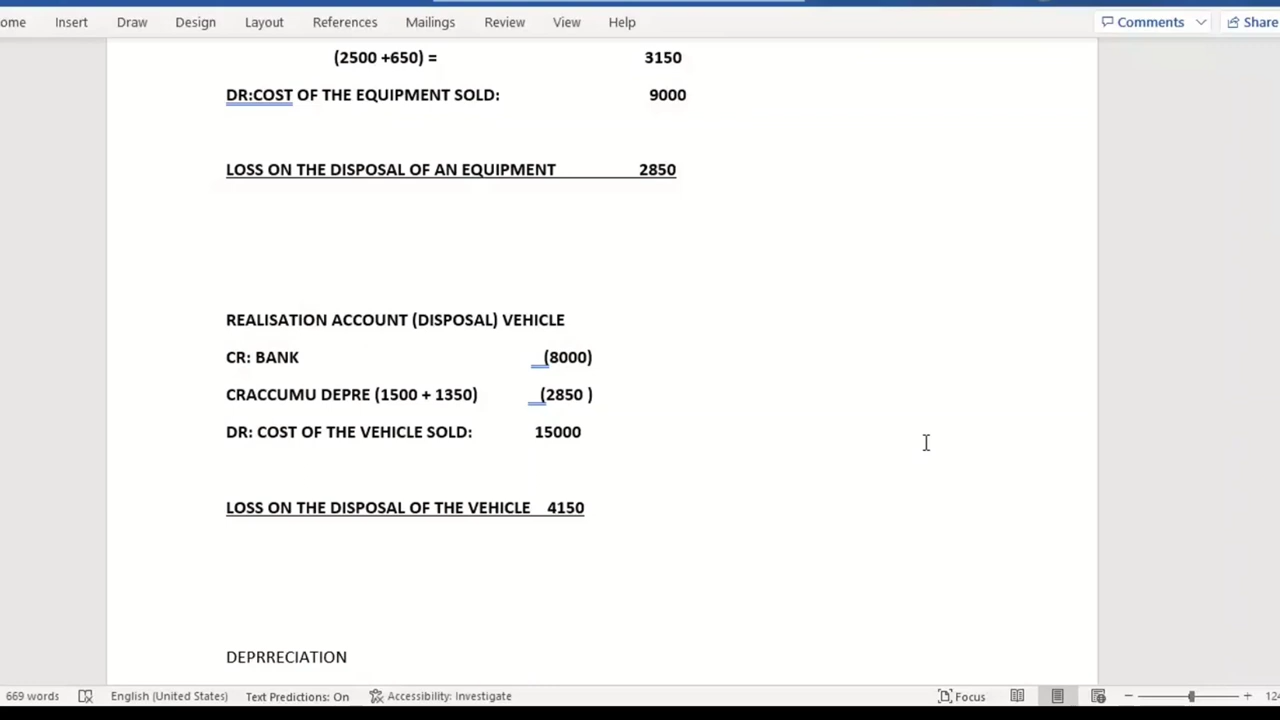 ome Insert Draw Design Layout References Mailings Review View Help Comments Share
(2500 +650) = 3150
DR:COST OF THE EQUIPMENT SOLD: 9000
LOSS ON THE DISPOSAL OF AN EQUIPMENT 2850
REALISATION ACCOUNT (DISPOSAL) VEHICLE
CR: BANK (8000)
CRACCUMU DEPRE (1500 + 1350) (2850 )
DR: COST OF THE VEHICLE SOLD: 15000
LOSS ON THE DISPOSAL OF THE VEHICLE 4150
DEPRRECIATION
669 words English (United States) Text Predictions: On Accessibility: Investigate Focus 124